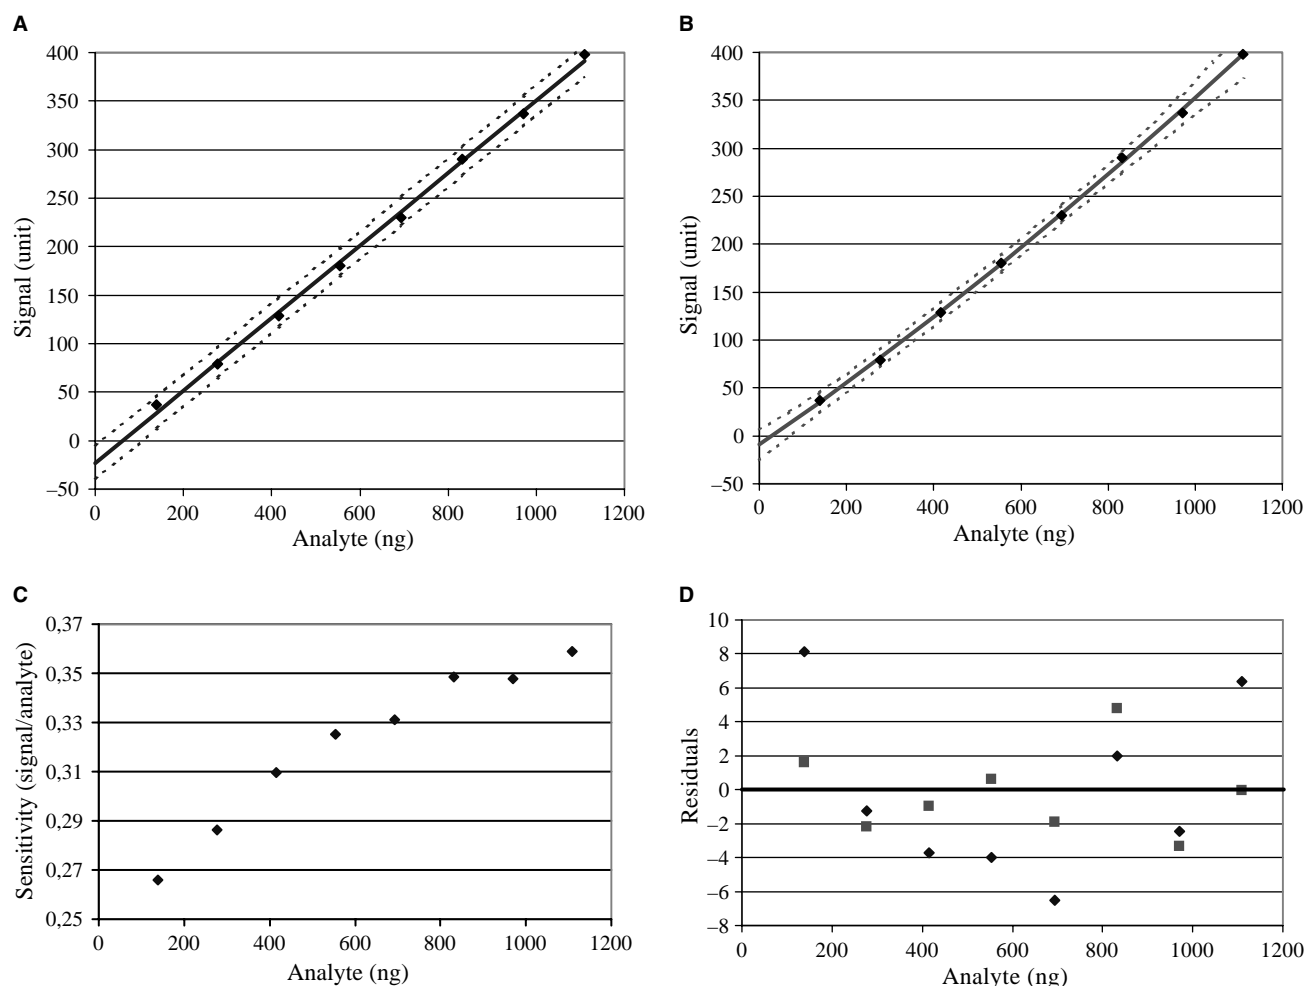 A
400
350
300
250
200
150
100
50
0
–50
Signal (unit)
0 200 400 600 800 1000 1200
Analyte (ng)
B
400
350
300
250
200
150
100
50
0
–50
Signal (unit)
0 200 400 600 800 1000 1200
Analyte (ng)
C
0,37
0,35
0,33
0,31
0,29
0,27
0,25
Sensitivity (signal/analyte)
0 200 400 600 800 1000 1200
Analyte (ng)
D
10
8
6
4
2
0
–2
–4
–6
–8
Residuals
0 200 400 600 800 1000 1200
Analyte (ng)